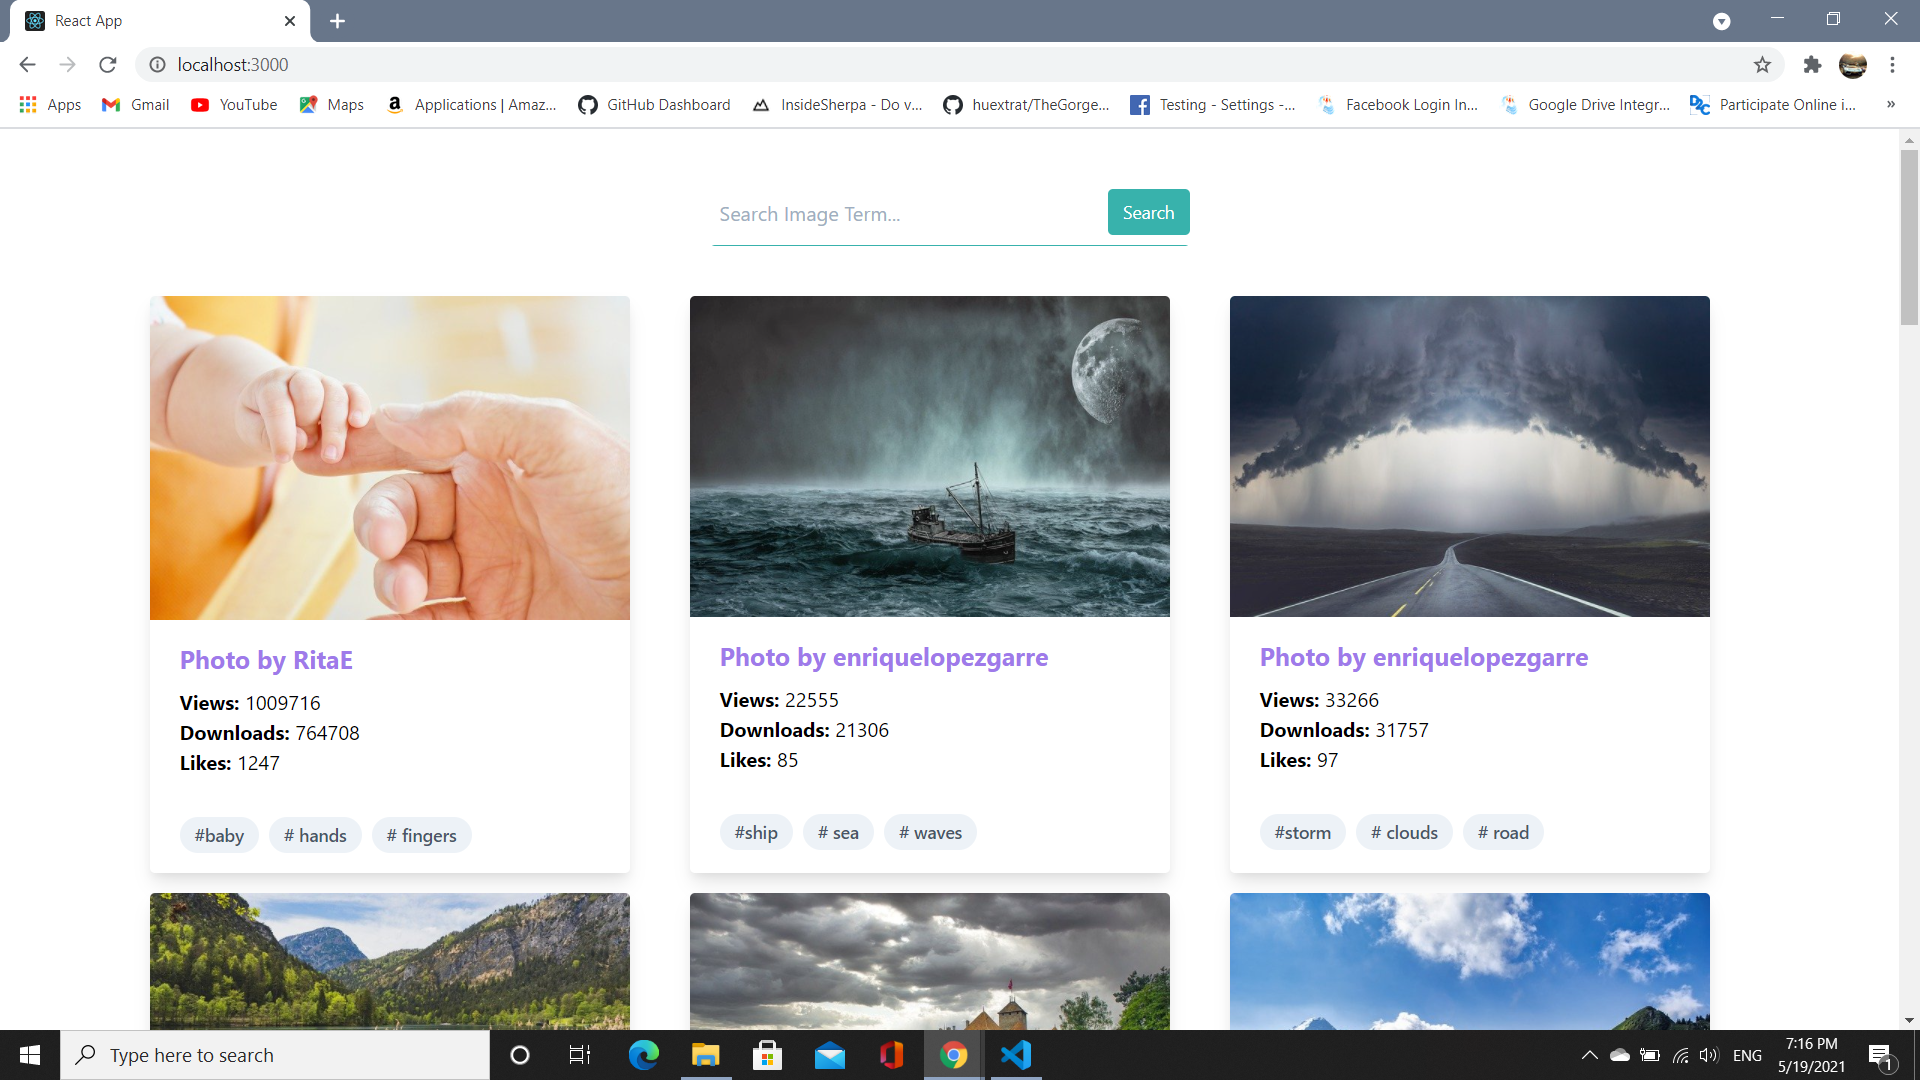 React App
localhost:3000
Apps Gmail YouTube Maps Applications | Amaz... GitHub Dashboard InsideSherpa - Do v... huextrat/TheGorge... Testing - Settings -... Facebook Login In... Google Drive Integr... Participate Online i... »
Search Image Term... Search
Photo by RitaE
Views: 1009716
Downloads: 764708
Likes: 1247
#baby # hands # fingers
Photo by enriquelopezgarre
Views: 22555
Downloads: 21306
Likes: 85
#ship # sea # waves
Photo by enriquelopezgarre
Views: 33266
Downloads: 31757
Likes: 97
#storm # clouds # road
Type here to search
ENG
7:16 PM
5/19/2021
1